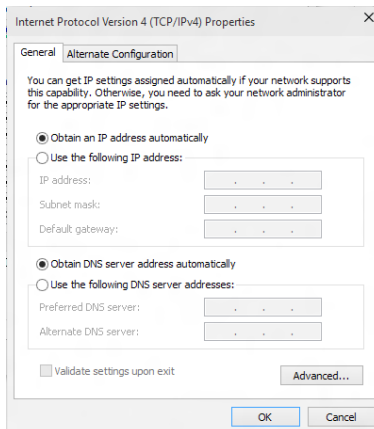 Internet Protocol Version 4 (TCP/IPv4) Properties
General
Alternate Configuration
You can get IP settings assigned automatically if your network supports
this capability. Otherwise, you need to ask your network administrator
for the appropriate IP settings.
Obtain an IP address automatically
Use the following IP address:
IP address:
Subnet mask:
Default gateway:
Obtain DNS server address automatically
Use the following DNS server addresses:
Preferred DNS server:
Alternate DNS server:
Validate settings upon exit
Advanced...
OK
Cancel